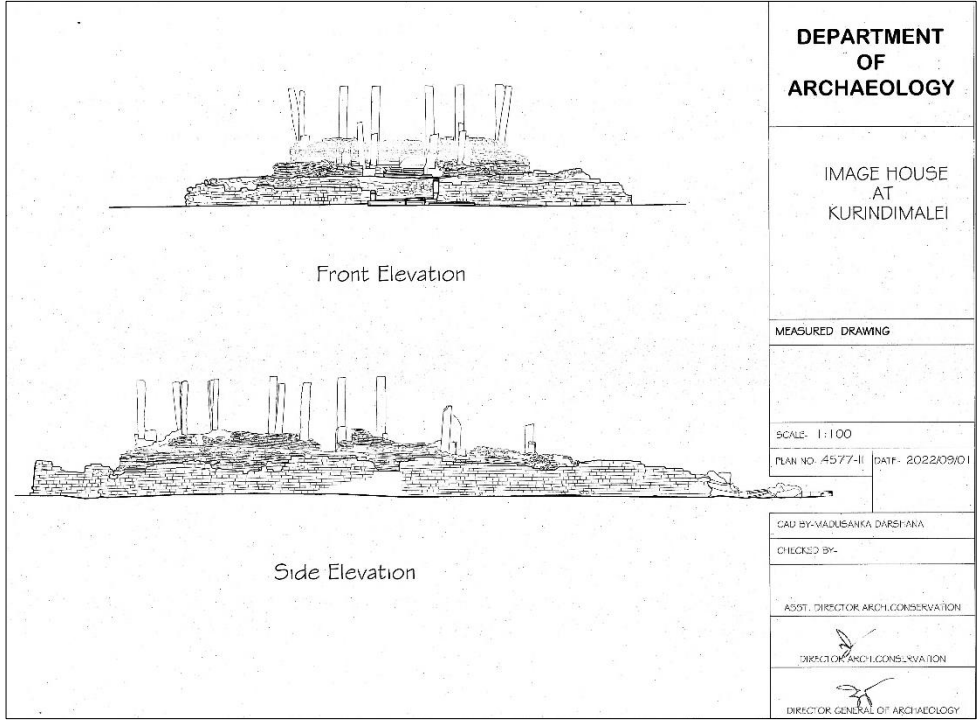 DEPARTMENT
OF
ARCHAEOLOGY
IMAGE HOUSE
AT
KURINDIMALEI
MEASURED DRAWING
SCALE- 1:100
PLAN NO- 4577-II DATE- 2022/09/01
CAD BY-MADUSANKA DARSHANA
CHECKED BY-
ASST. DIRECTOR ARCH.CONSERVATION
DIRECTOR ARCH.CONSERVATION
DIRECTOR GENERAL OF ARCHAEOLOGY
Front Elevation
Side Elevation